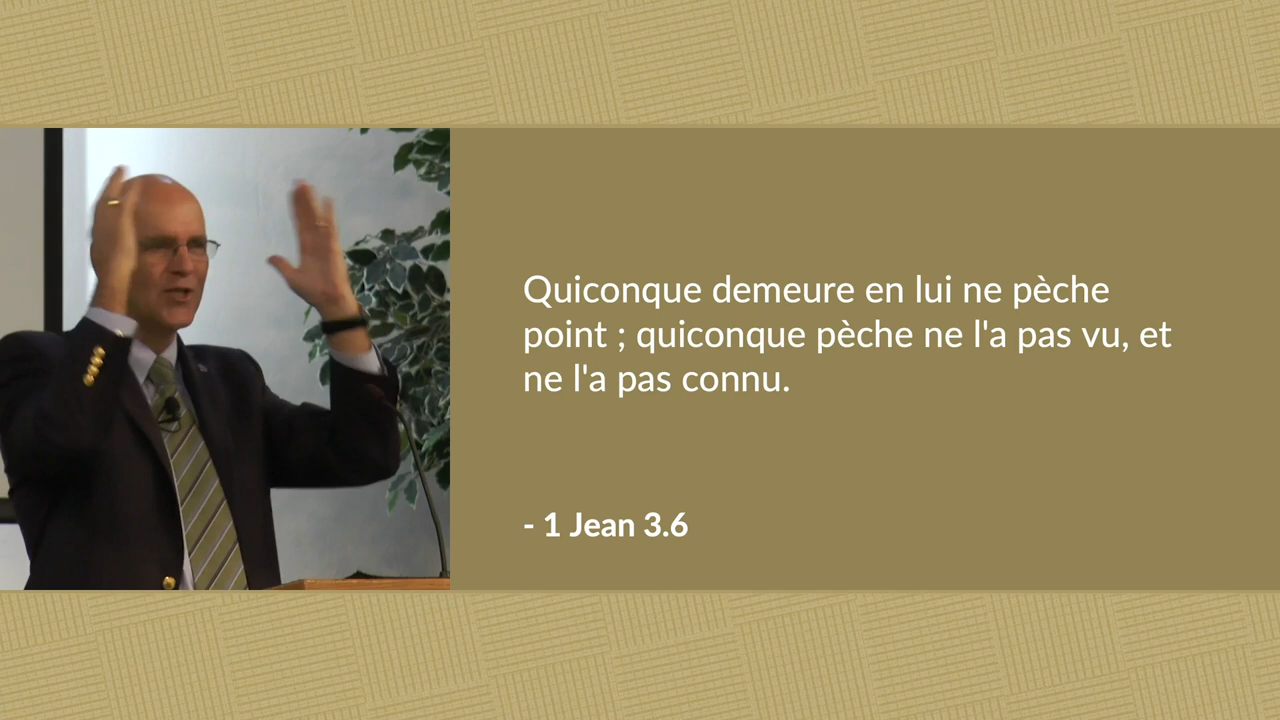 Quiconque demeure en lui ne pèche
point ; quiconque pèche ne l'a pas vu, et
ne l'a pas connu.
- 1 Jean 3.6